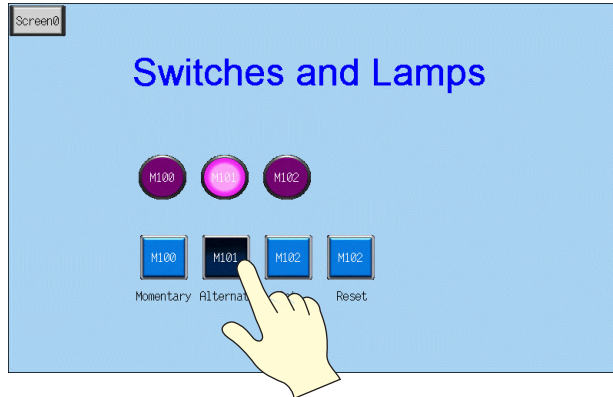 Screen0
Switches and Lamps
M100 M101 M102
M100 M101 M102 M102
Momentary Alternat Reset